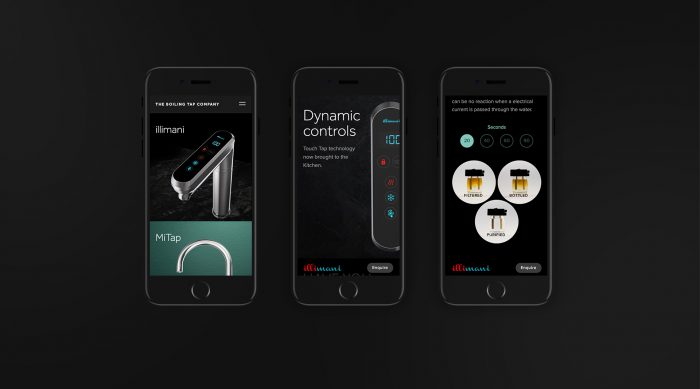 THE BOILING TAP COMPANY
illimani
MiTap
Dynamic
controls
Touch Tap technology
now brought to the
Kitchen.
illimani
100
illimani
Enquire
can be no reaction when a electrical
current is passed through the water.
Seconds
20
40
60
90
FILTERED
BOTTLED
PURIFIED
illimani
Enquire